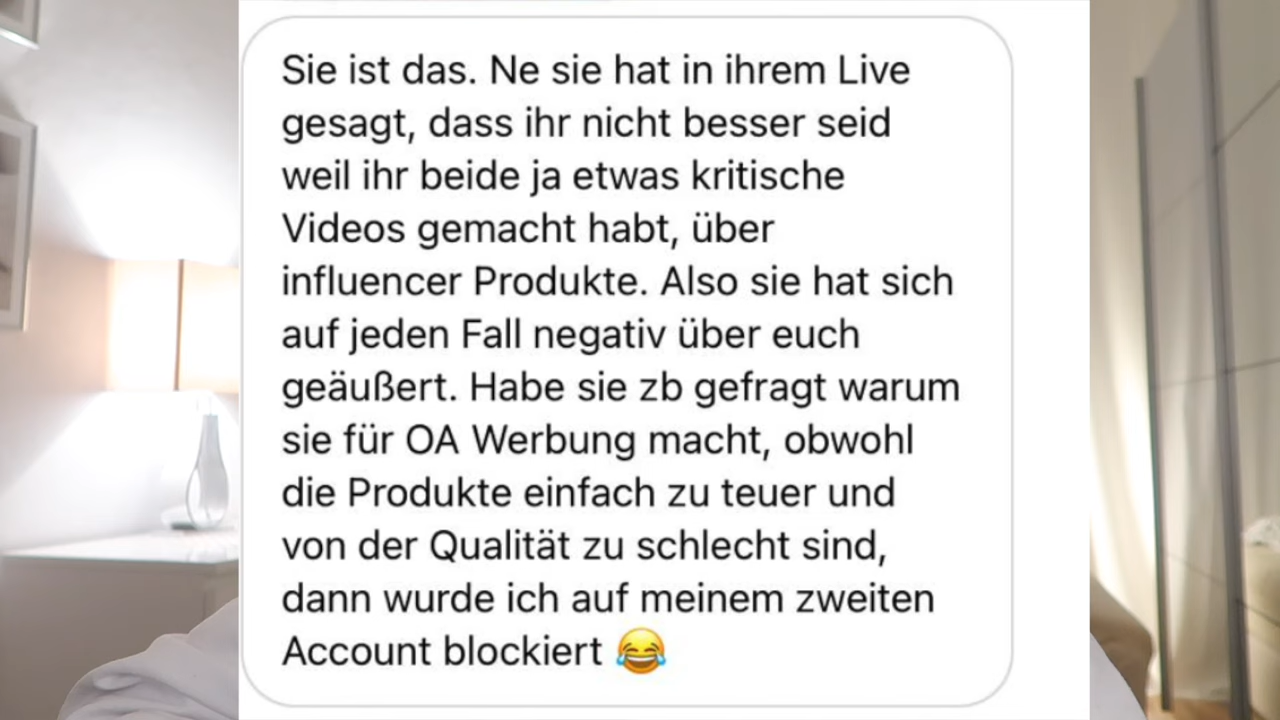 Sie ist das. Ne sie hat in ihrem Live
gesagt, dass ihr nicht besser seid
weil ihr beide ja etwas kritische
Videos gemacht habt, über
influencer Produkte. Also sie hat sich
auf jeden Fall negativ über euch
geäußert. Habe sie zb gefragt warum
sie für OA Werbung macht, obwohl
die Produkte einfach zu teuer und
von der Qualität zu schlecht sind,
dann wurde ich auf meinem zweiten
Account blockiert 😂